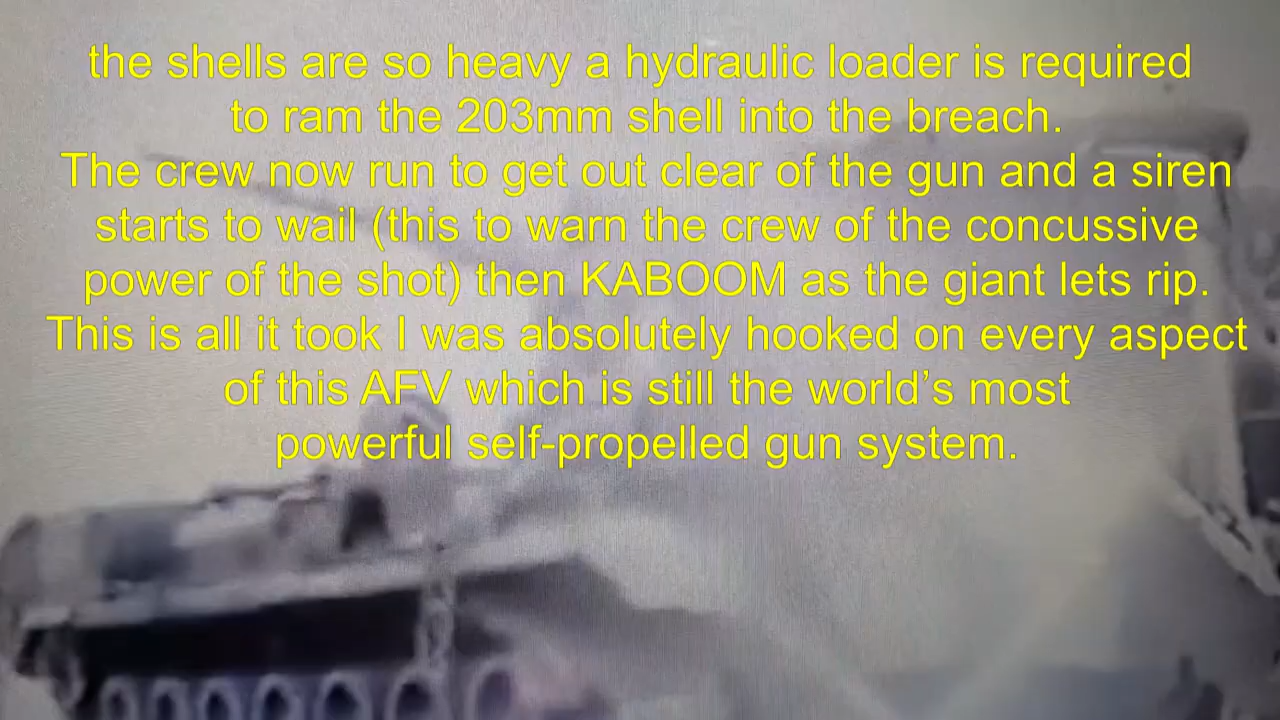 the shells are so heavy a hydraulic loader is required
to ram the 203mm shell into the breach.
The crew now run to get out clear of the gun and a siren
starts to wail (this to warn the crew of the concussive
power of the shot) then KABOOM as the giant lets rip.
This is all it took I was absolutely hooked on every aspect
of this AFV which is still the world’s most
powerful self-propelled gun system.